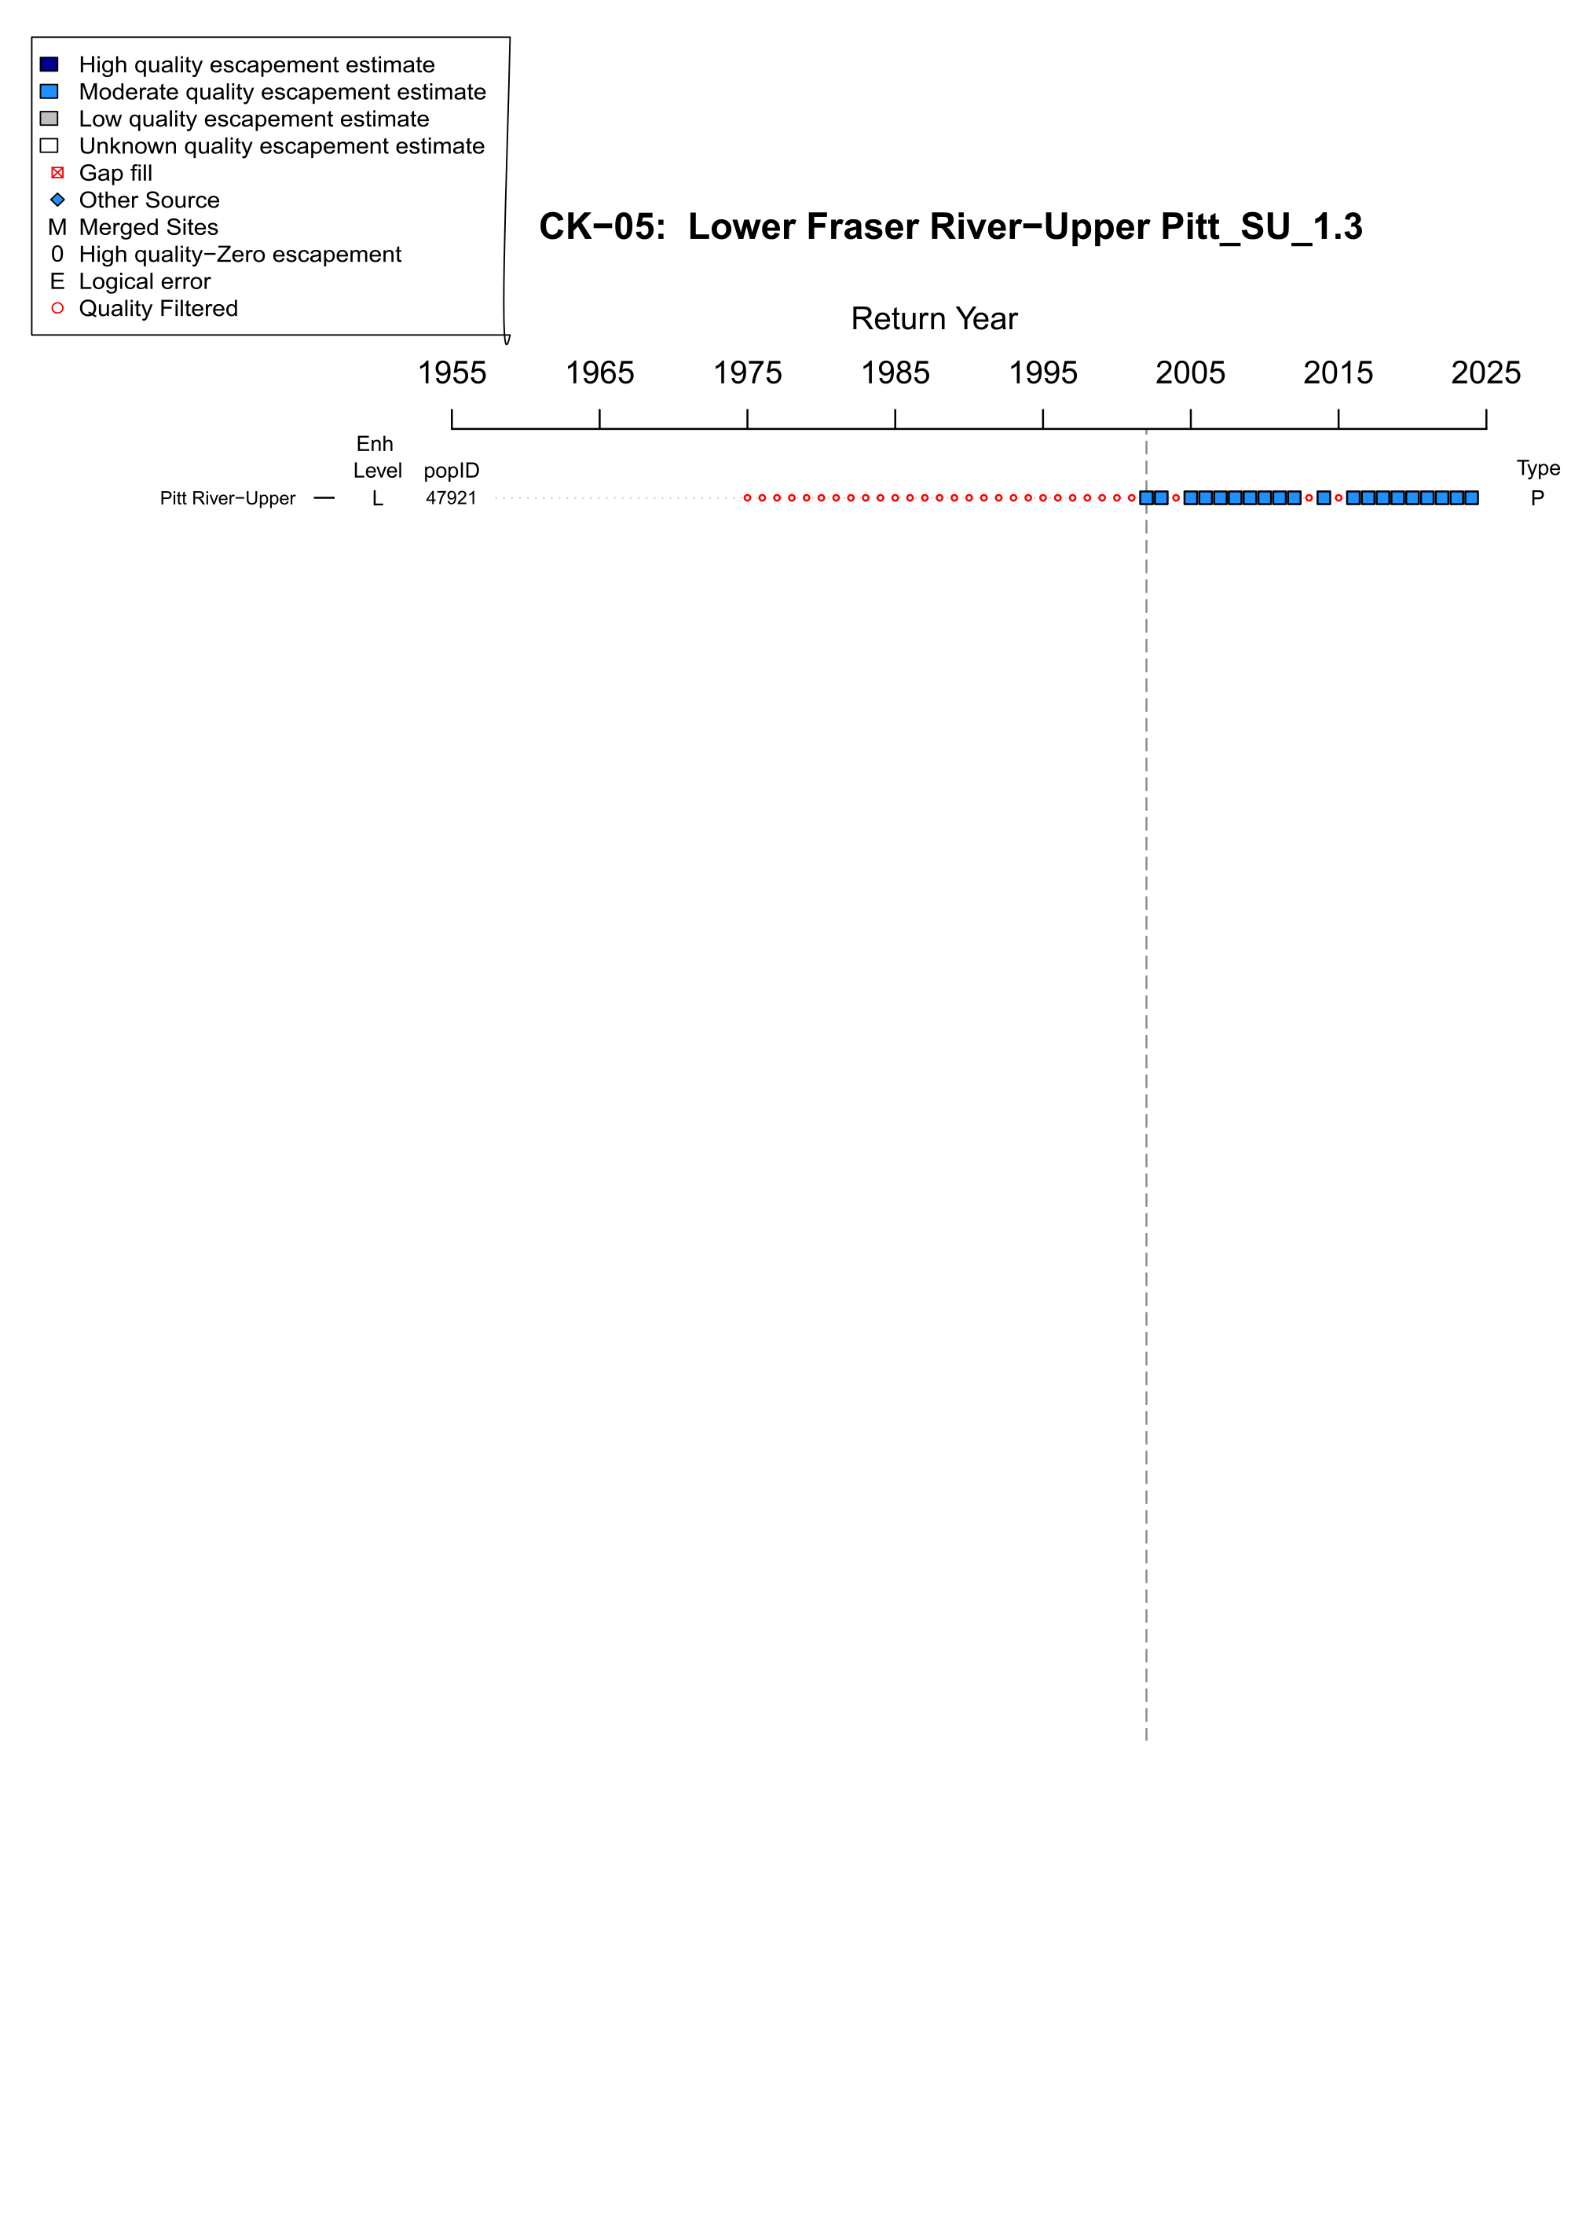 High quality escapement estimate
Moderate quality escapement estimate
Low quality escapement estimate
Unknown quality escapement estimate
Gap fill
Other Source
M Merged Sites
0 High quality−Zero escapement
E Logical error
Quality Filtered
CK−05: Lower Fraser River−Upper Pitt_SU_1.3
Return Year
1955 1965 1975 1985 1995 2005 2015 2025
Enh
Level popID Type
Pitt River−Upper — L 47921 P